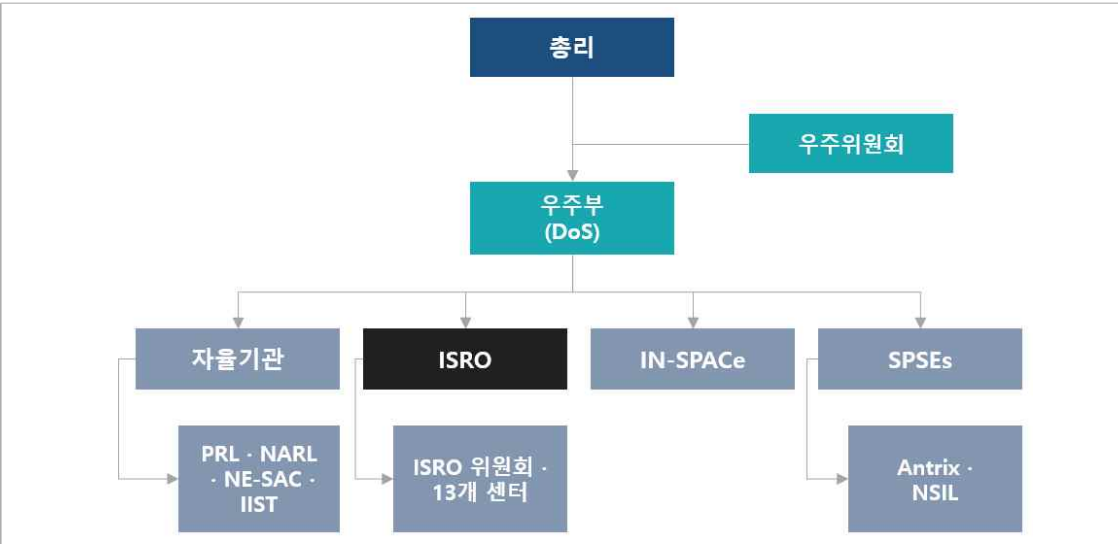 총리
우주위원회
우주부
(DoS)
자율기관
ISRO
IN-SPACe
SPSEs
PRL · NARL
· NE-SAC ·
IIST
ISRO 위원회 ·
13개 센터
Antrix ·
NSIL